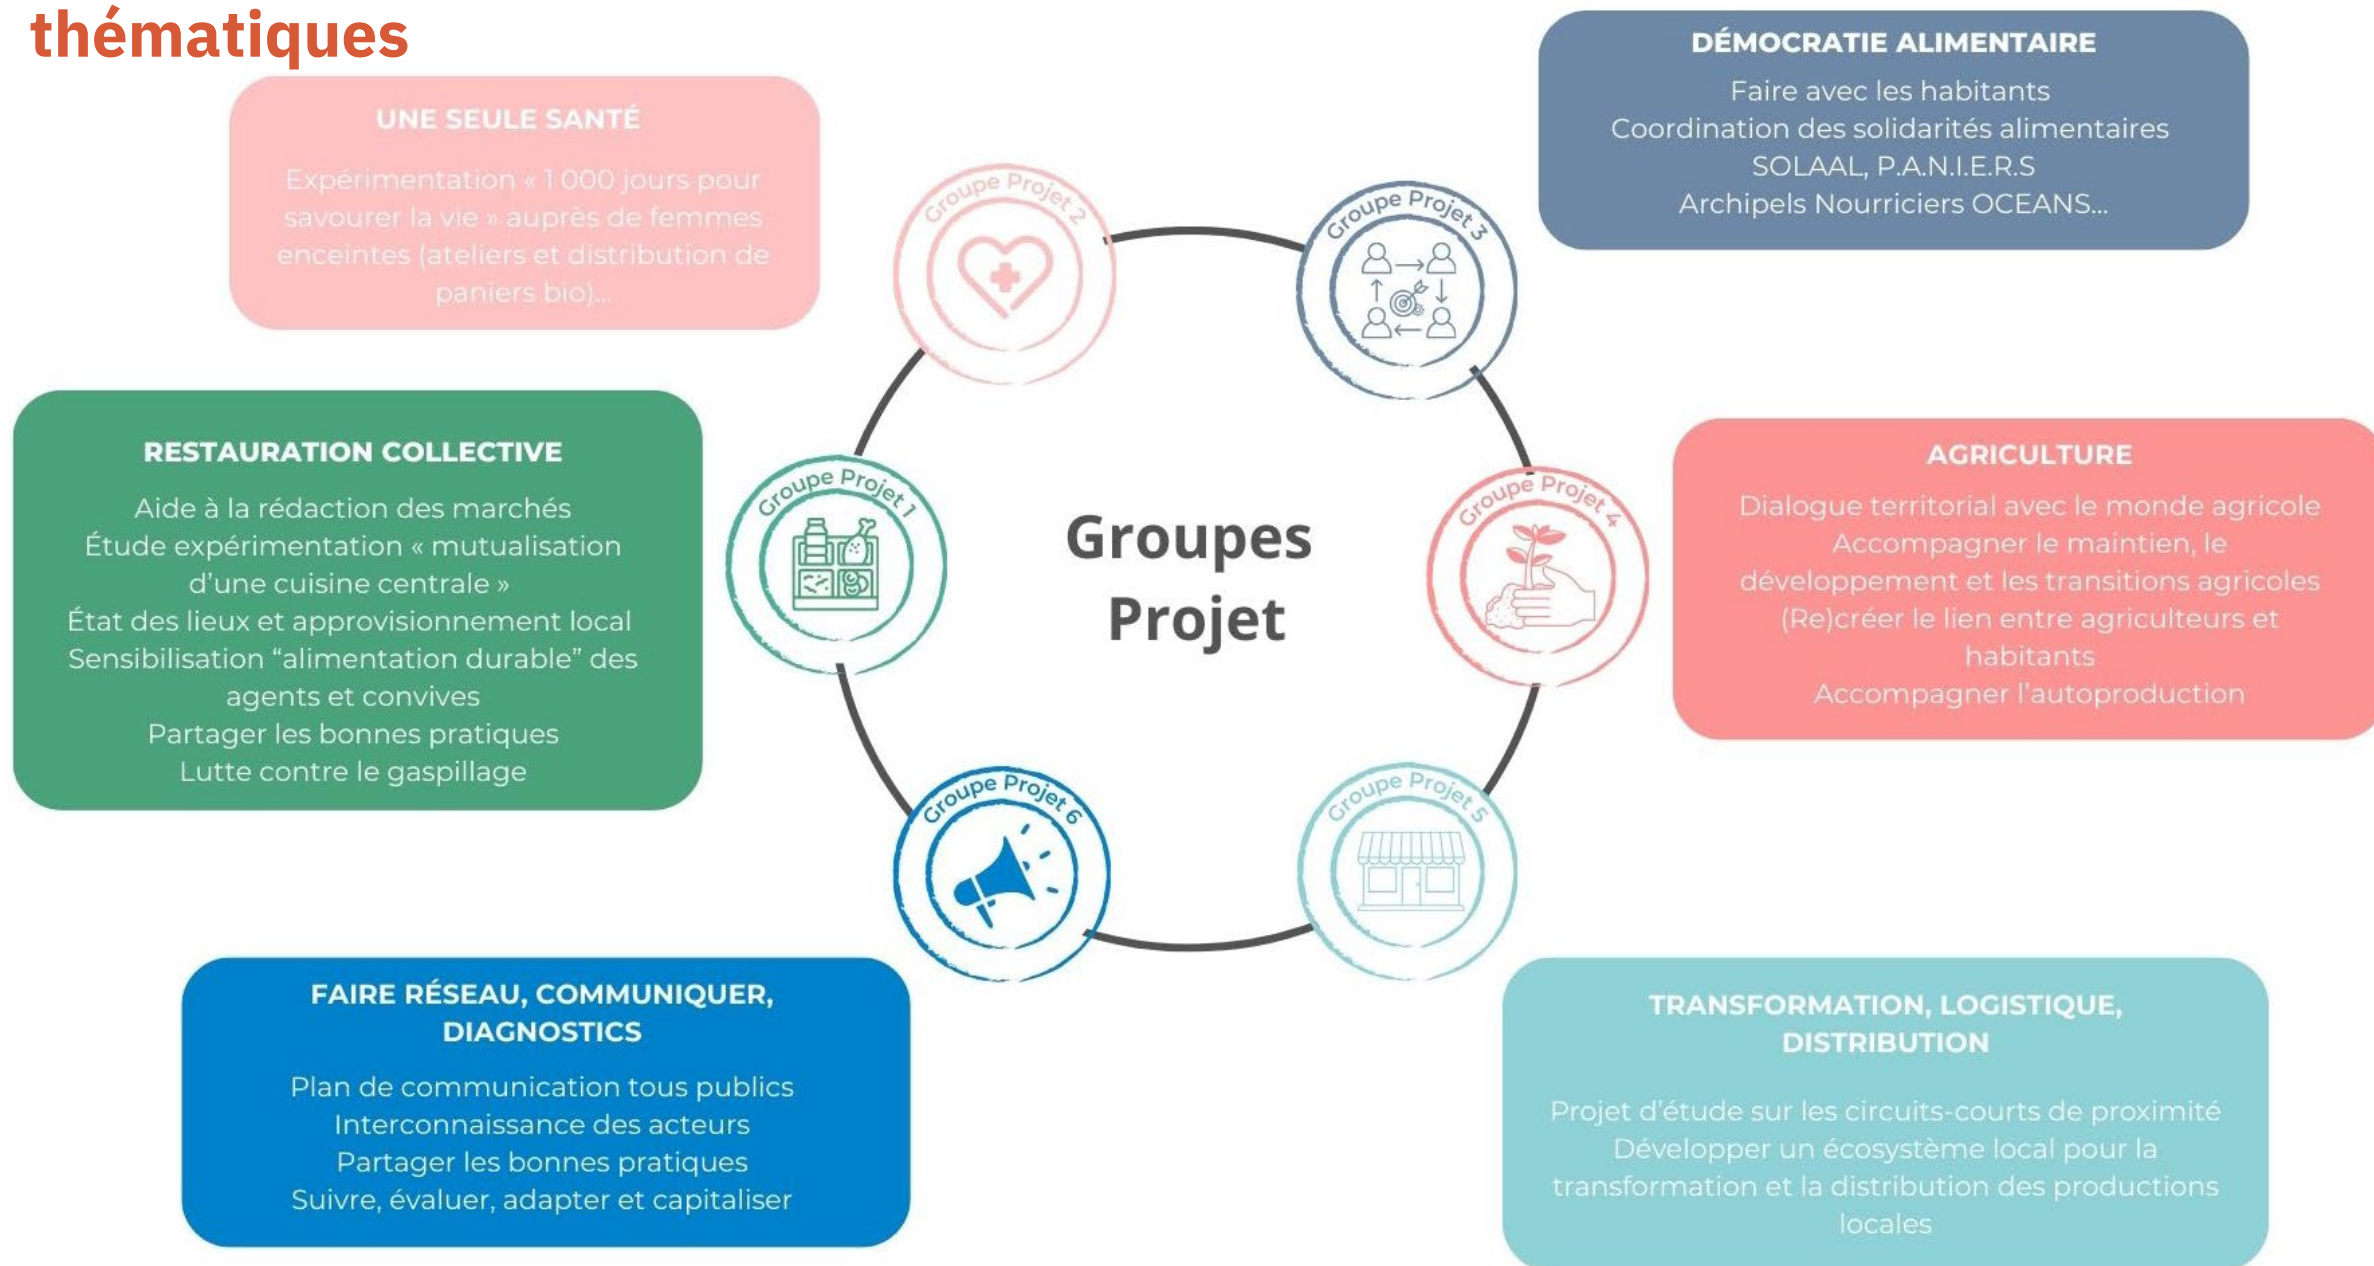 thématiques
UNE SEULE SANTÉ
Expérimentation « 1 000 jours pour
savourer la vie » auprès de femmes
enceintes (ateliers et distribution de
paniers bio)...
DÉMOCRATIE ALIMENTAIRE
Faire avec les habitants
Coordination des solidarités alimentaires
SOLAAL, P.A.N.I.E.R.S
Archipels Nourriciers OCEANS...
Groupe Projet 2
Groupe Projet 3
RESTAURATION COLLECTIVE
Aide à la rédaction des marchés
Étude expérimentation « mutualisation
d'une cuisine centrale »
État des lieux et approvisionnement local
Sensibilisation “alimentation durable” des
agents et convives
Partager les bonnes pratiques
Lutte contre le gaspillage
Groupe Projet 1
Groupes
Projet
Groupe Projet 4
AGRICULTURE
Dialogue territorial avec le monde agricole
Accompagner le maintien, le
développement et les transitions agricoles
(Re)créer le lien entre agriculteurs et
habitants
Accompagner l'autoproduction
Groupe Projet 6
Groupe Projet 5
FAIRE RÉSEAU, COMMUNIQUER,
DIAGNOSTICS
Plan de communication tous publics
Interconnaissance des acteurs
Partager les bonnes pratiques
Suivre, évaluer, adapter et capitaliser
TRANSFORMATION, LOGISTIQUE,
DISTRIBUTION
Projet d'étude sur les circuits-courts de proximité
Développer un écosystème local pour la
transformation et la distribution des productions
locales